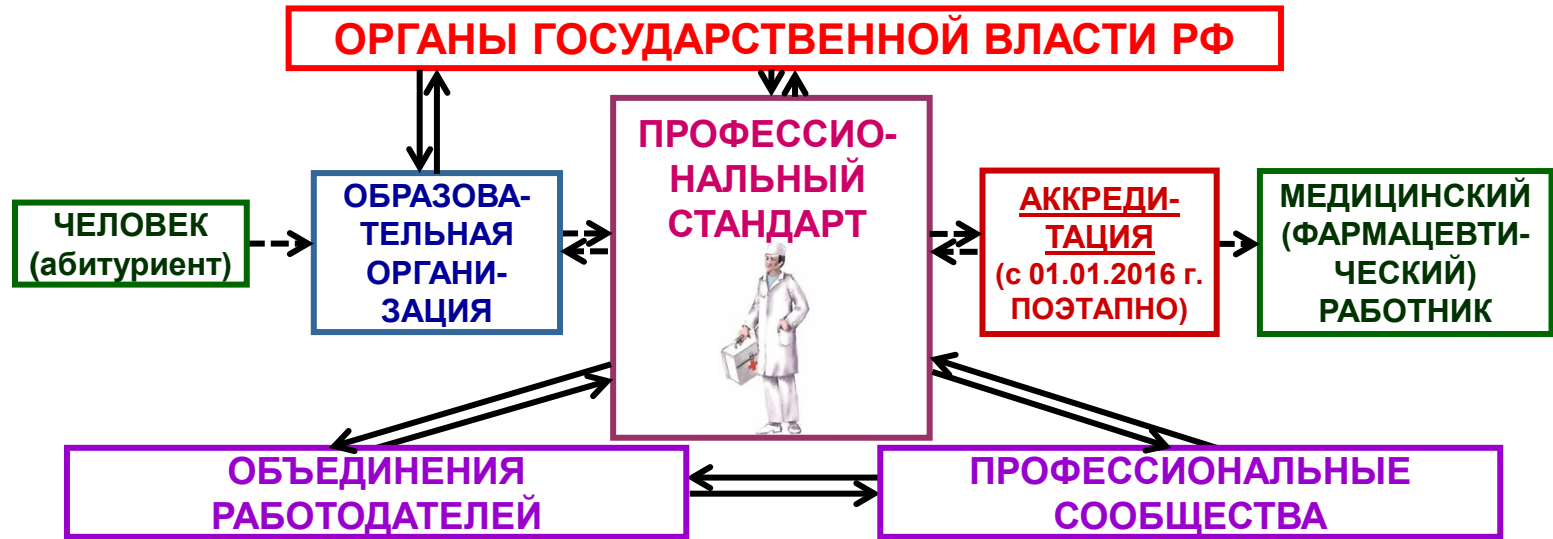 ОРГАНЫ ГОСУДАРСТВЕННОЙ ВЛАСТИ РФ
ЧЕЛОВЕК
(абитуриент)
ОБРАЗОВА-
ТЕЛЬНАЯ
ОРГАНИ-
ЗАЦИЯ
ПРОФЕССИО-
НАЛЬНЫЙ
СТАНДАРТ
АККРЕДИ-
ТАЦИЯ
(с 01.01.2016 г.
ПОЭТАПНО)
МЕДИЦИНСКИЙ
(ФАРМАЦЕВТИ-
ЧЕСКИЙ)
РАБОТНИК
ОБЪЕДИНЕНИЯ
РАБОТОДАТЕЛЕЙ
ПРОФЕССИОНАЛЬНЫЕ
СООБЩЕСТВА